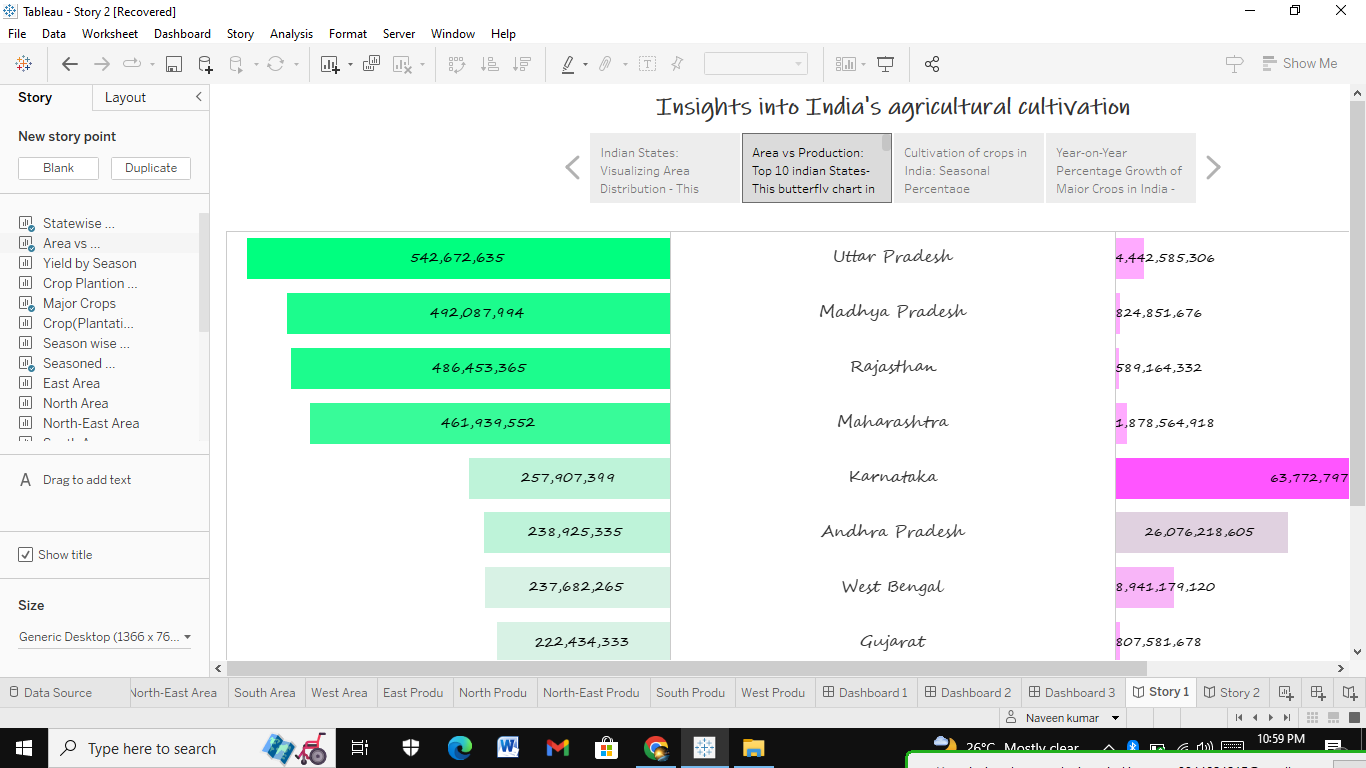 Tableau - Story 2 [Recovered]
File Data Worksheet Dashboard Story Analysis Format Server Window Help
Show Me
Story Layout
New story point
Blank Duplicate
Statewise ...
Area vs ...
Yield by Season
Crop Plantion ...
Major Crops
Crop(Plantati...
Season wise ...
Seasoned ...
East Area
North Area
North-East Area
A Drag to add text
Show title
Size
Generic Desktop (1366 x 76...
Insights into India's agricultural cultivation
Indian States:
Visualizing Area
Distribution - This
Area vs Production:
Top 10 indian States-
This butterfly chart in
Cultivation of crops in
India: Seasonal
Percentage
Year-on-Year
Percentage Growth of
Major Crops in India -
542,672,635 Uttar Pradesh 4,442,585,306
492,087,994 Madhya Pradesh 824,851,676
486,453,365 Rajasthan 589,164,332
461,939,552 Maharashtra 1,878,564,918
257,907,399 Karnataka 63,772,797
238,925,335 Andhra Pradesh 26,076,218,605
237,682,265 West Bengal 8,941,179,120
222,434,333 Gujarat 807,581,678
Data Source North-East Area South Area West Area East Produ North Produ North-East Produ South Produ West Produ Dashboard 1 Dashboard 2 Dashboard 3 Story 1 Story 2
Naveen kumar
Type here to search
26°C Mostly clear
10:59 PM